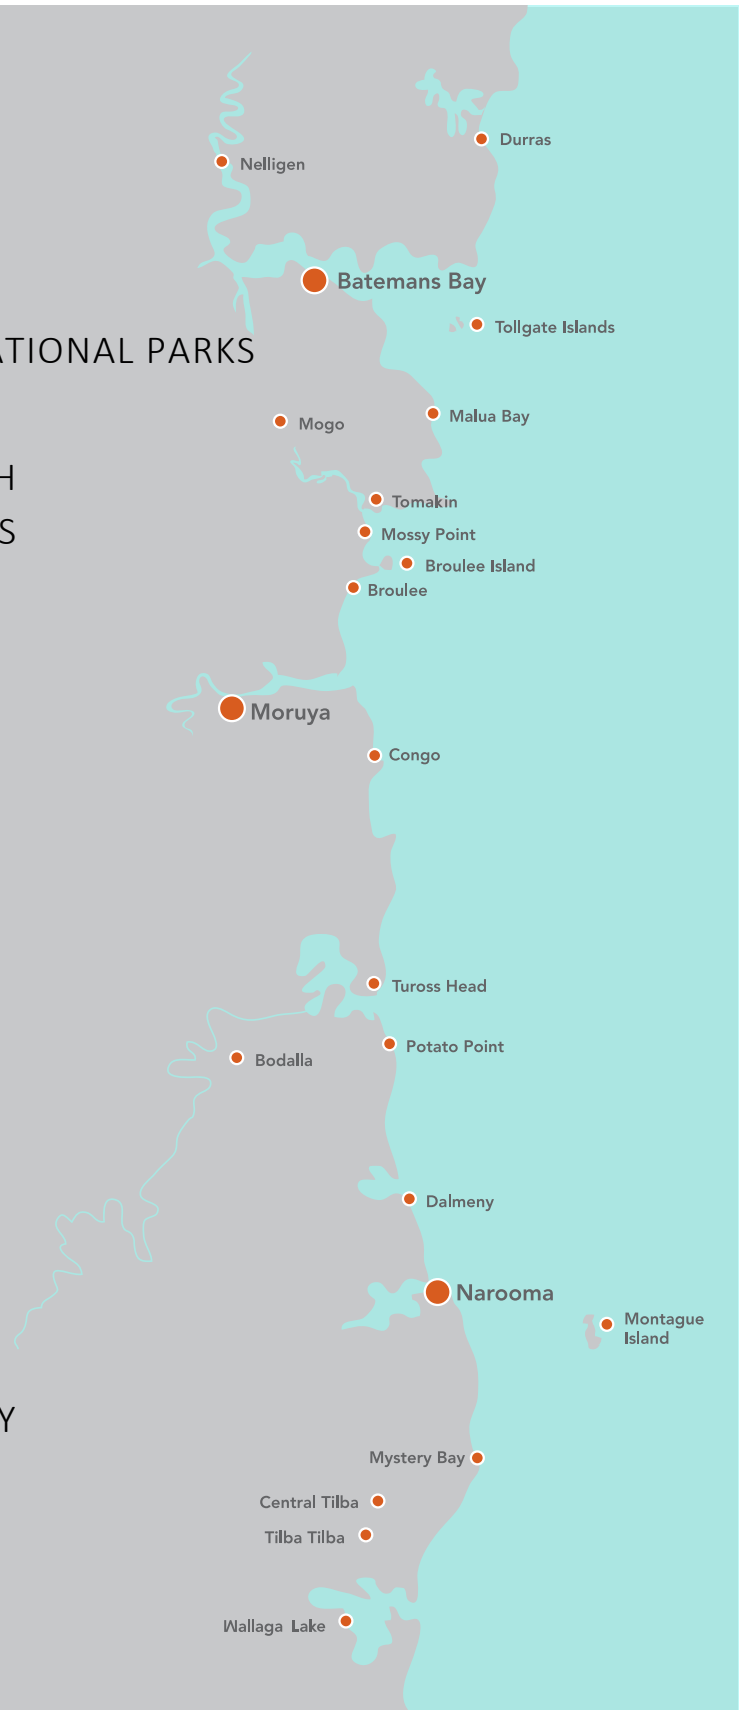 Durras
Nelligen
Batemans Bay
Tollgate Islands
ATIONAL PARKS
Malua Bay
Mogo
H
Tomakin
S
Mossy Point
Broulee Island
Broulee
Moruya
Congo
Tuross Head
Potato Point
Bodalla
Dalmeny
Narooma
Montague
Island
Y
Mystery Bay
Central Tilba
Tilba Tilba
Wallaga Lake